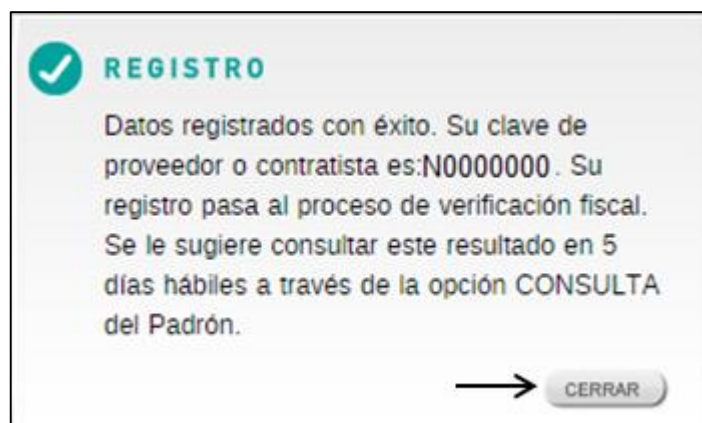 REGISTRO
Datos registrados con éxito. Su clave de
proveedor o contratista es:N0000000. Su
registro pasa al proceso de verificación fiscal.
Se le sugiere consultar este resultado en 5
días hábiles a través de la opción CONSULTA
del Padrón.
CERRAR